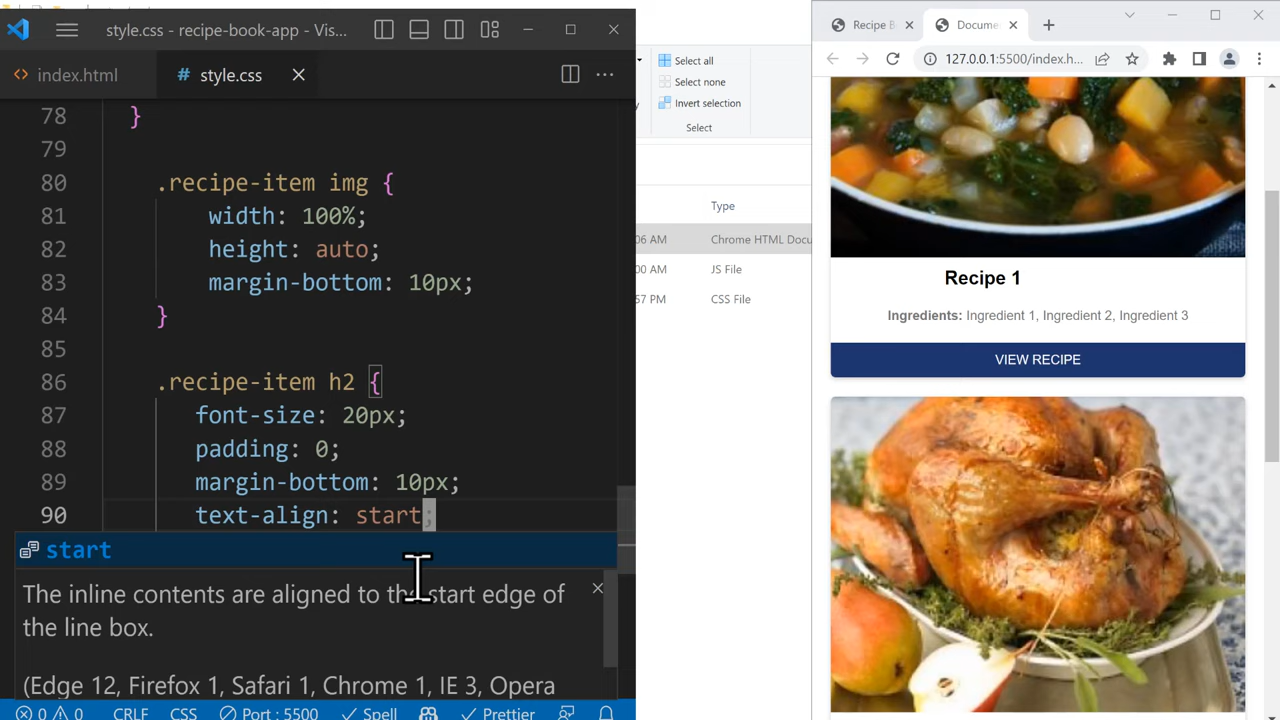 style.css - recipe-book-app - Vis...
<> index.html
# style.css
78 }
79
80 .recipe-item img {
81 width: 100%;
82 height: auto;
83 margin-bottom: 10px;
84 }
85
86 .recipe-item h2 {
87 font-size: 20px;
88 padding: 0;
89 margin-bottom: 10px;
90 text-align: start;
start
The inline contents are aligned to the start edge of
the line box.
(Edge 12, Firefox 1, Safari 1, Chrome 1, IE 3, Opera
0 0 CRLF CSS Port : 5500 Spell Prettier
Select all
Select none
Invert selection
Select
Type
06 AM Chrome HTML Docu
00 AM JS File
57 PM CSS File
Recipe B
Docume
127.0.0.1:5500/index.h...
Recipe 1
Ingredients: Ingredient 1, Ingredient 2, Ingredient 3
VIEW RECIPE